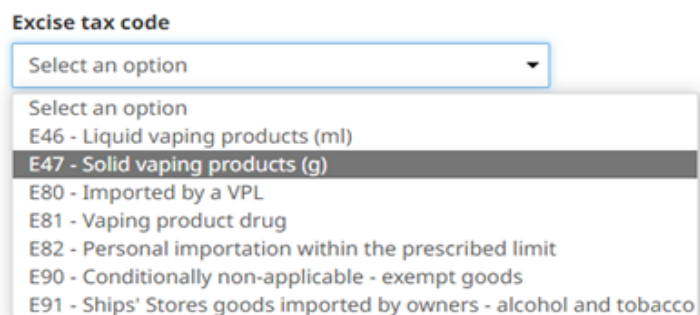 Excise tax code
Select an option
Select an option
E46 - Liquid vaping products (ml)
E47 - Solid vaping products (g)
E80 - Imported by a VPL
E81 - Vaping product drug
E82 - Personal importation within the prescribed limit
E90 - Conditionally non-applicable - exempt goods
E91 - Ships' Stores goods imported by owners - alcohol and tobacco